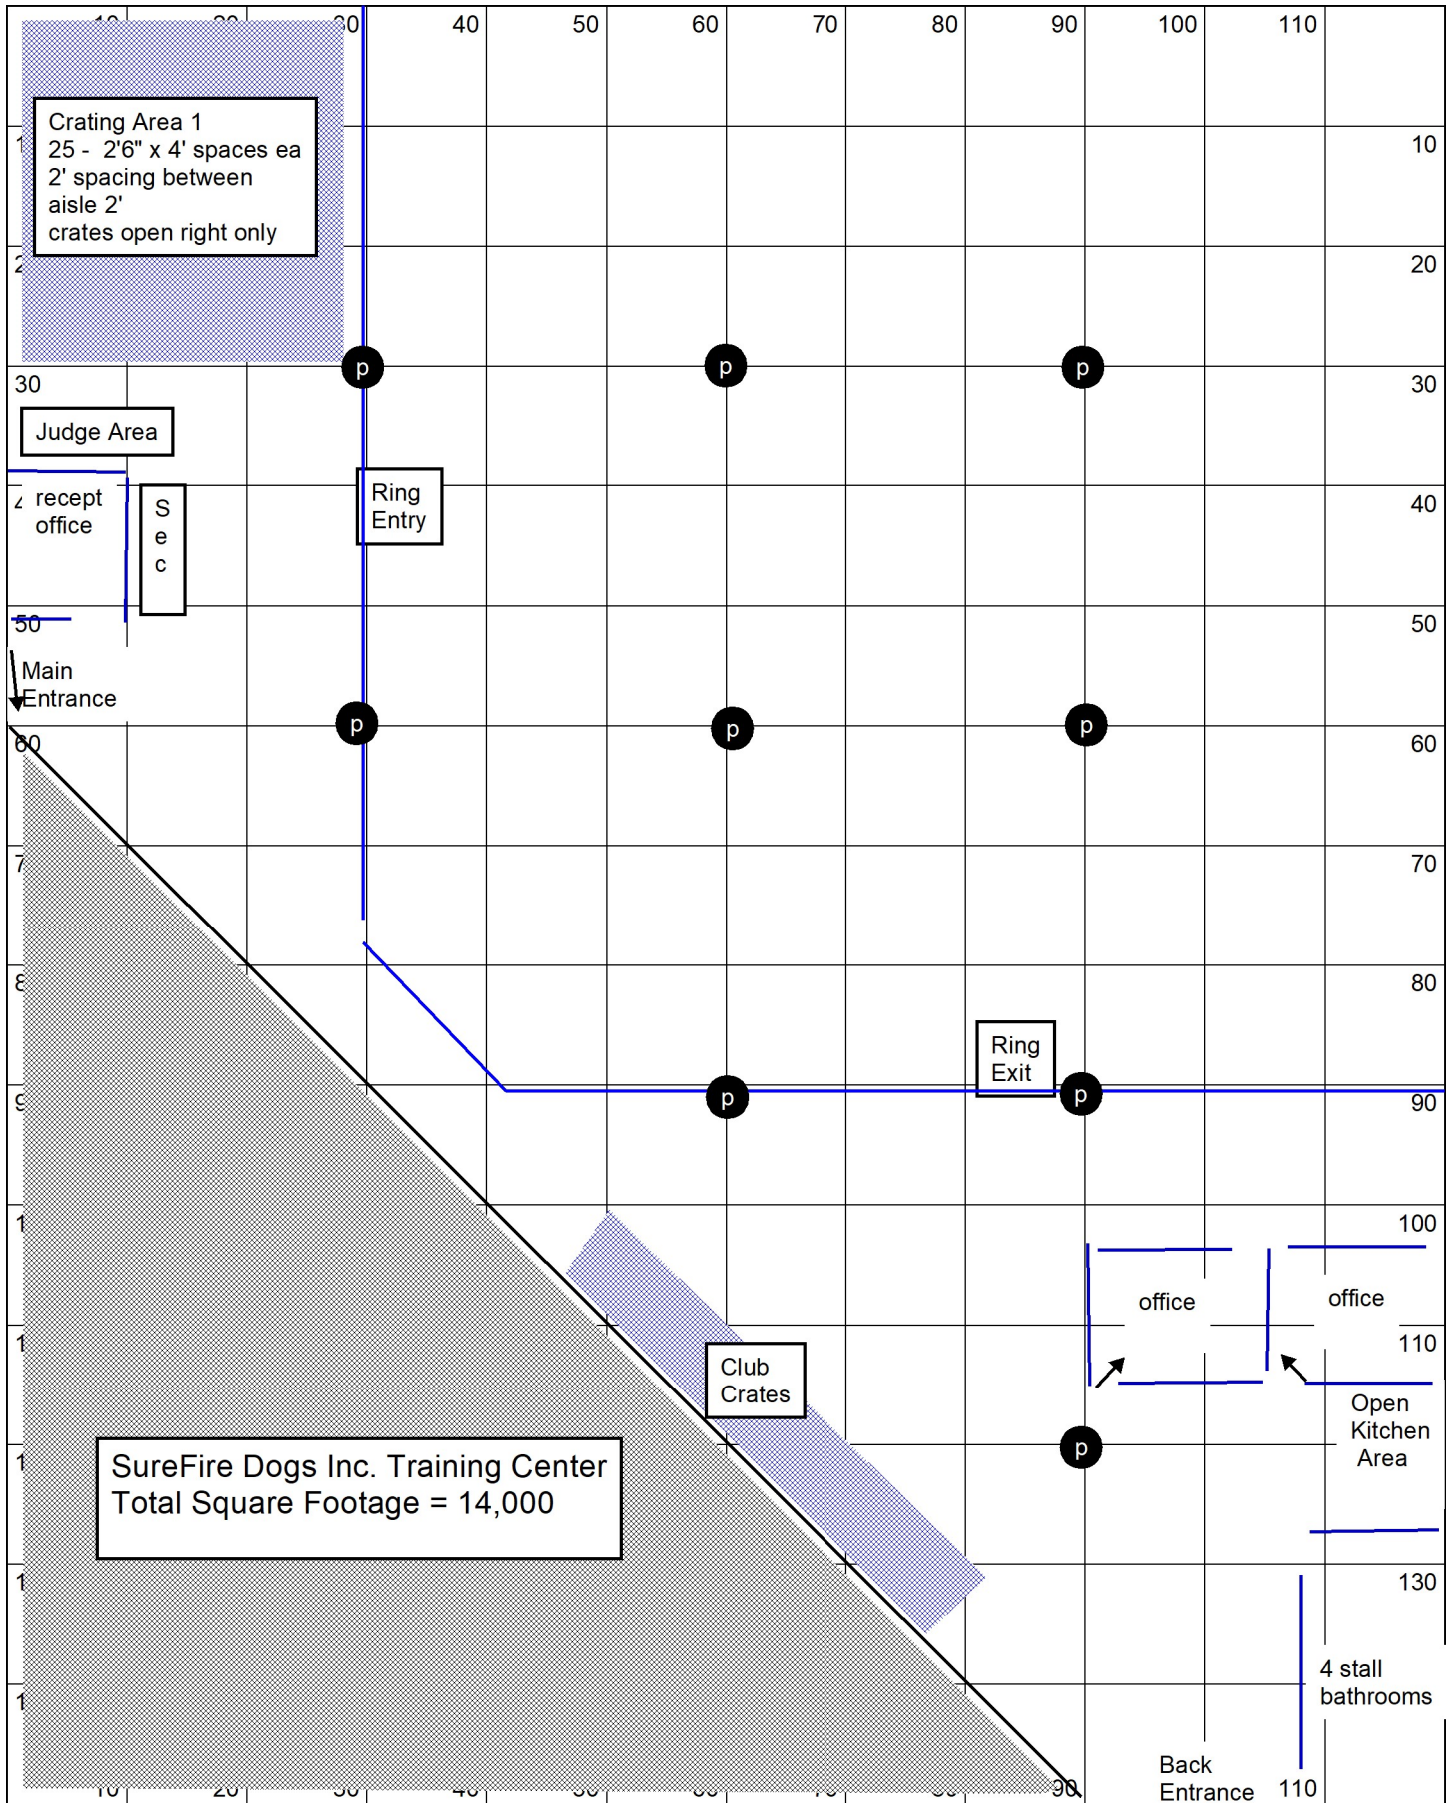 40 50 60 70 80 90 100 110
Crating Area 1
25 - 2'6" x 4' spaces ea
2' spacing between
aisle 2'
crates open right only
10
20
p p p
30 30
Judge Area
recept
office
S
e
c
Ring
Entry
40
50 50
Main
Entrance
p p p
60 60
70
80
Ring
Exit
p p
90
100
office
office
110
Club
Crates
Open
Kitchen
Area
p
SureFire Dogs Inc. Training Center
Total Square Footage = 14,000
130
4 stall
bathrooms
Back
Entrance
90 110